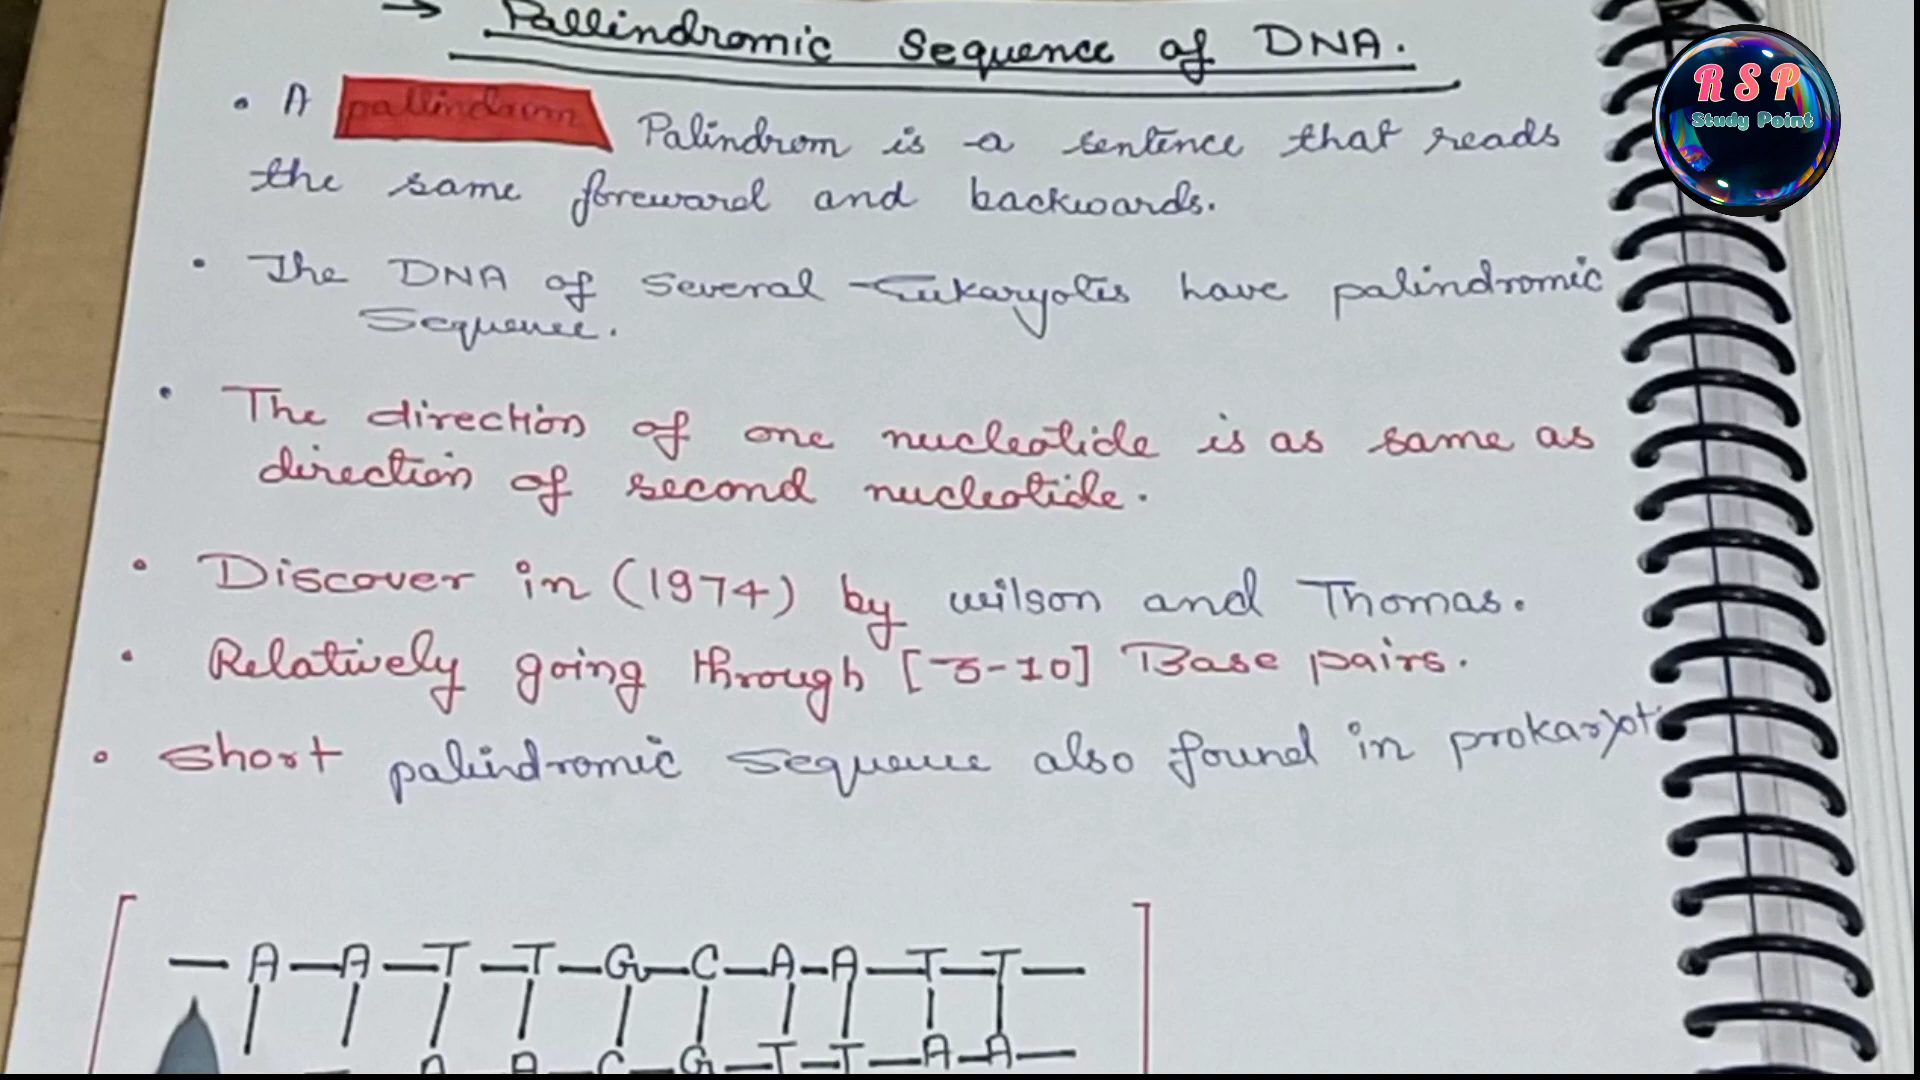 → Pallindromic Sequence of DNA.
RSP
Study Point
• A pallindrom Palindrom is a sentence that reads
the same foreward and backwards.
• The DNA of several Eukaryotes have palindromic
Sequence.
• The direction of one nucleotide is as same as
direction of second nucleotide.
• Discover in (1974) by wilson and Thomas.
• Relatively going through [3-10] Base pairs.
• Short palindromic sequence also found in prokaryot
[ —A—A—T—T—G—C—A—A—T—T— ]
A A C—G—T—T—A—A—